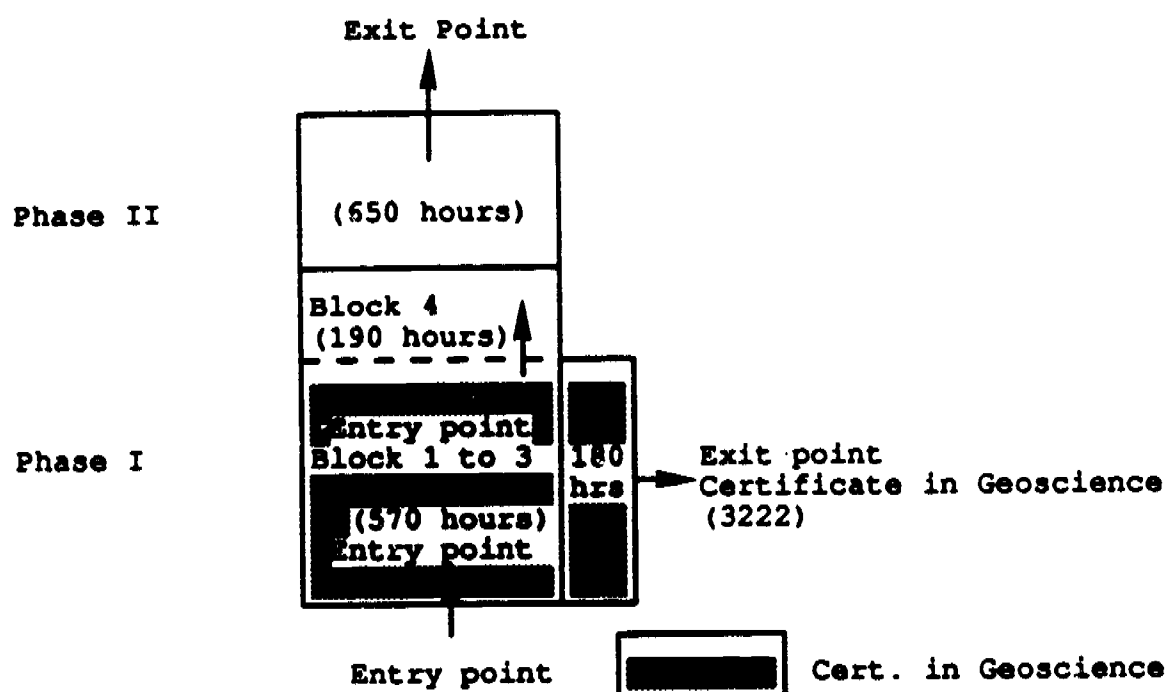 Exit Point
Phase II
(650 hours)
Block 4
(190 hours)
Entry point
Block 1 to 3
180
hrs
Phase I
(570 hours)
Entry point
Exit point
Certificate in Geoscience
(3222)
Entry point
Cert. in Geoscience